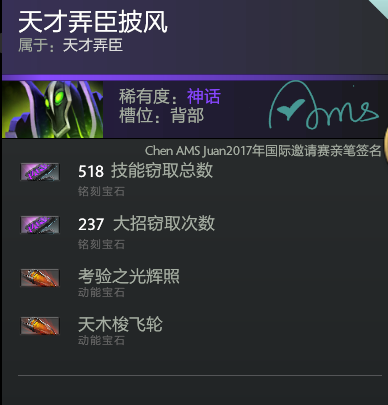 天才弄臣披风
属于：天才弄臣
稀有度：神话
槽位：背部
Ams
Chen AMS Juan2017年国际邀请赛亲笔签名
518 技能窃取总数
铭刻宝石
237 大招窃取次数
铭刻宝石
考验之光辉照
动能宝石
天木梭飞轮
动能宝石